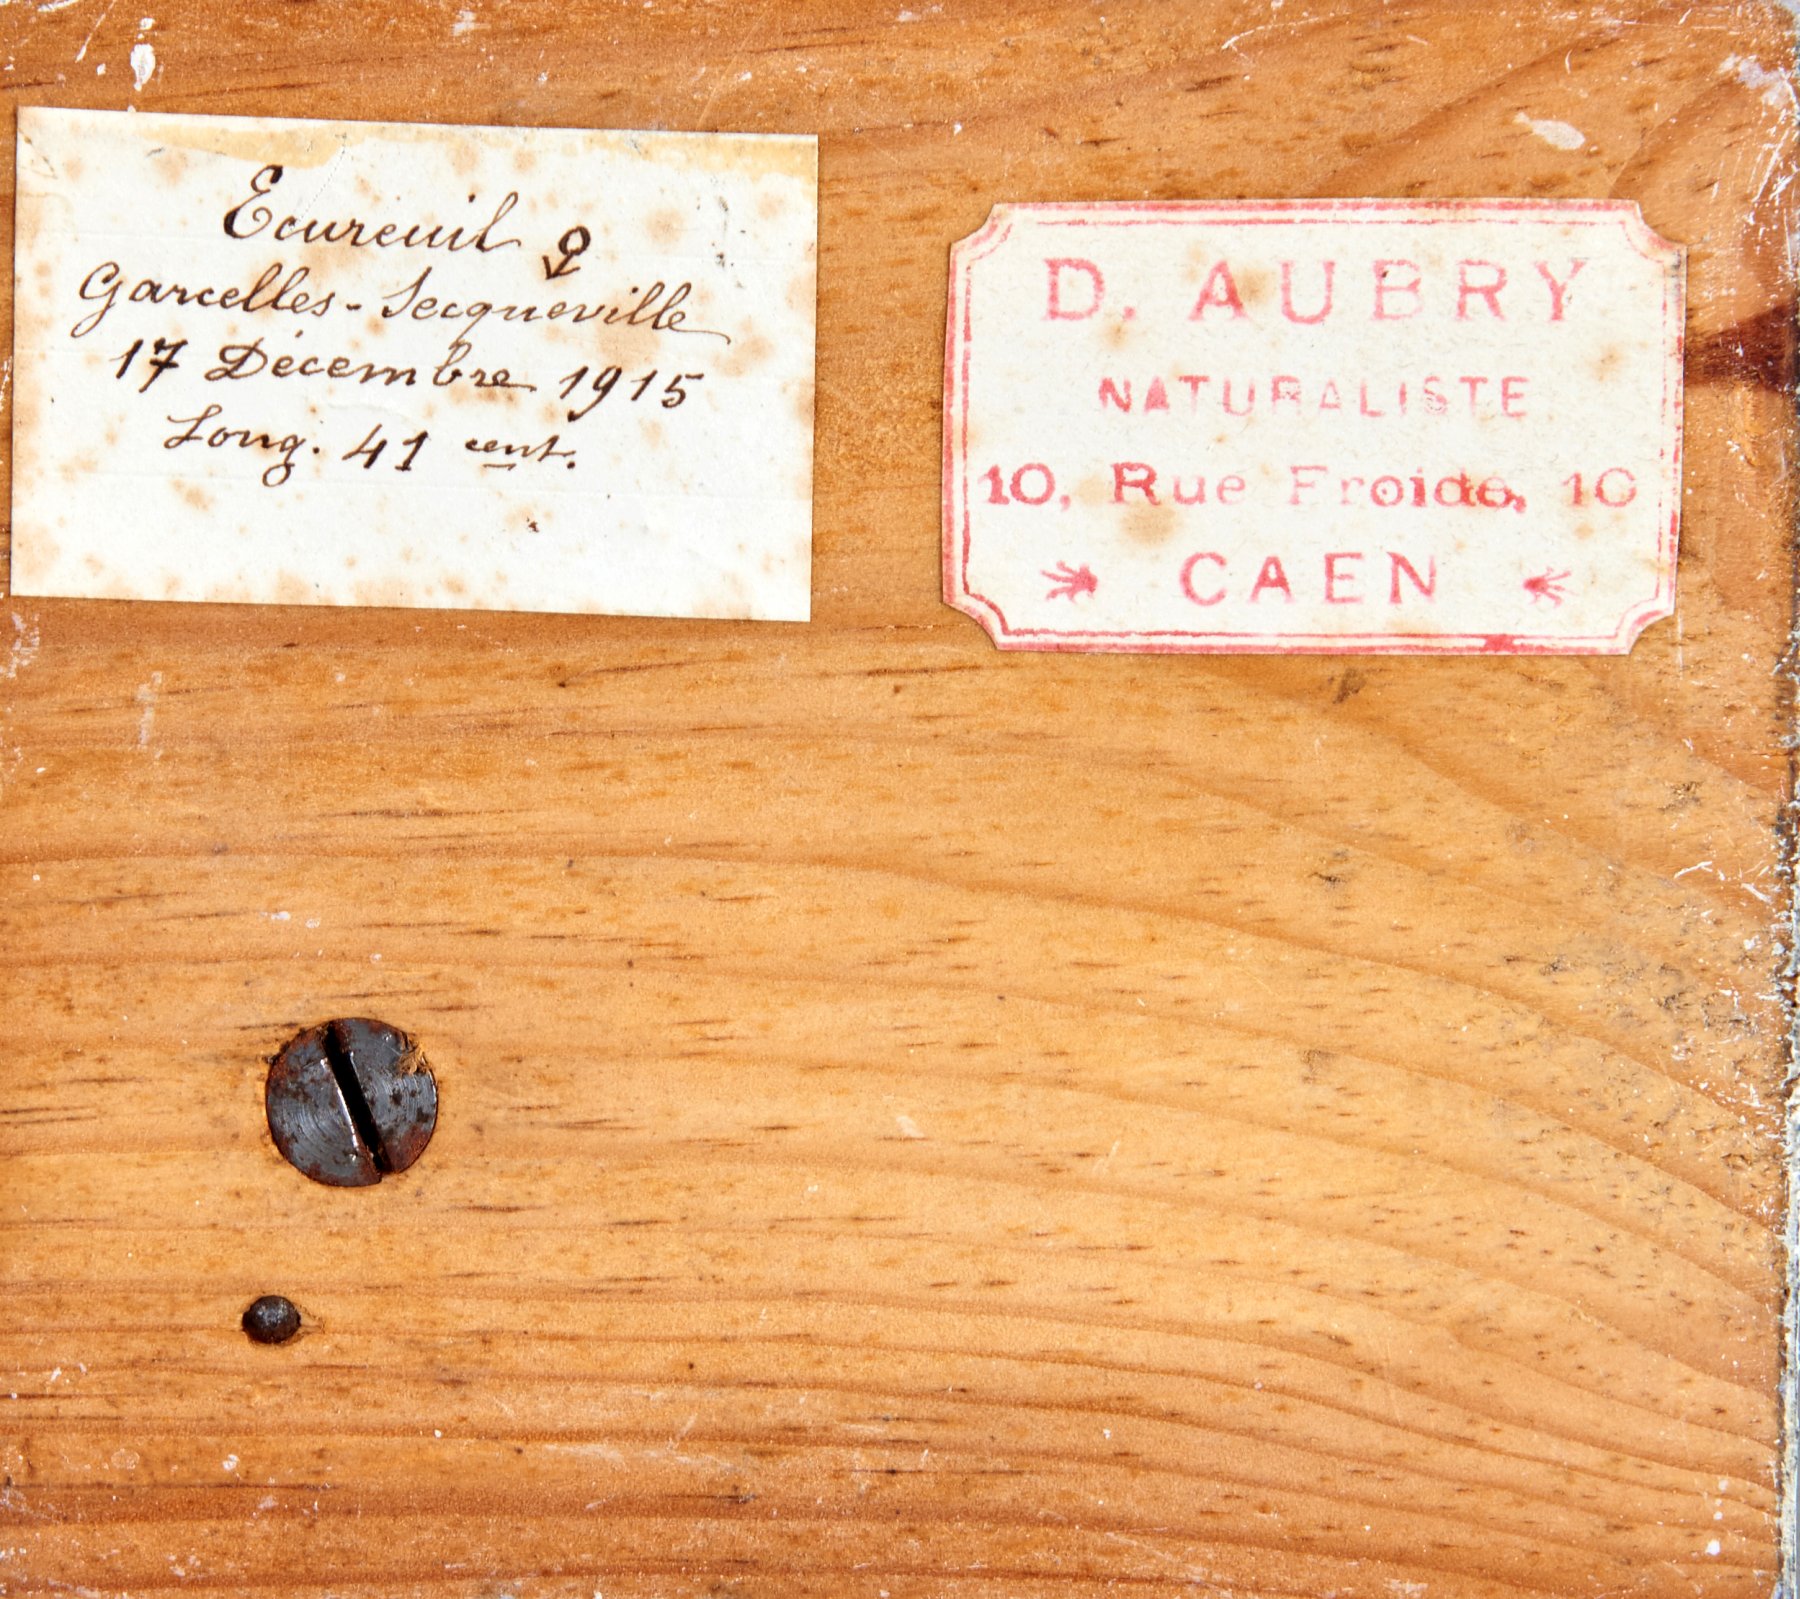 Ecureuil ♂
Garcelles-Secqueville
17 Décembre 1915
Long. 41 cent.
D. AUBRY
NATURALISTE
10, Rue Froide, 10
CAEN